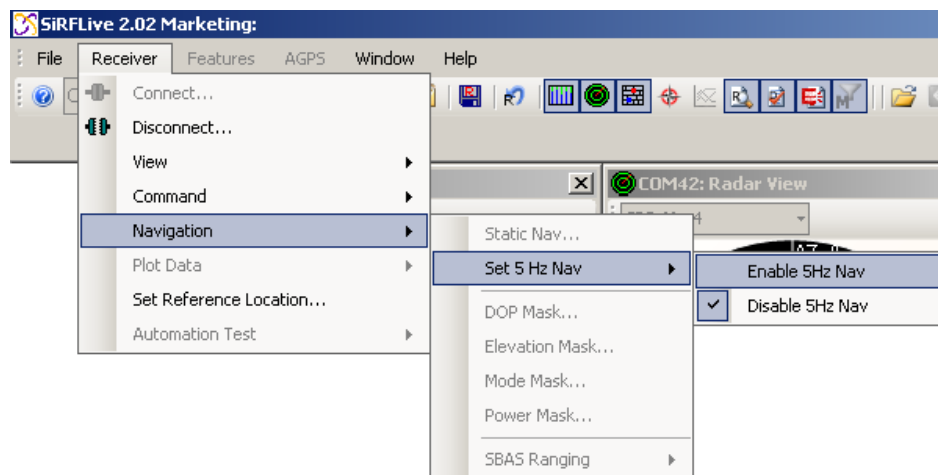 SiRFLive 2.02 Marketing:
File Receiver Features AGPS Window Help
Connect...
Disconnect...
View
Command
Navigation
Plot Data
Set Reference Location...
Automation Test
COM42: Radar View
Static Nav...
Set 5 Hz Nav
DOP Mask...
Elevation Mask...
Mode Mask...
Power Mask...
SBAS Ranging
Enable 5Hz Nav
Disable 5Hz Nav